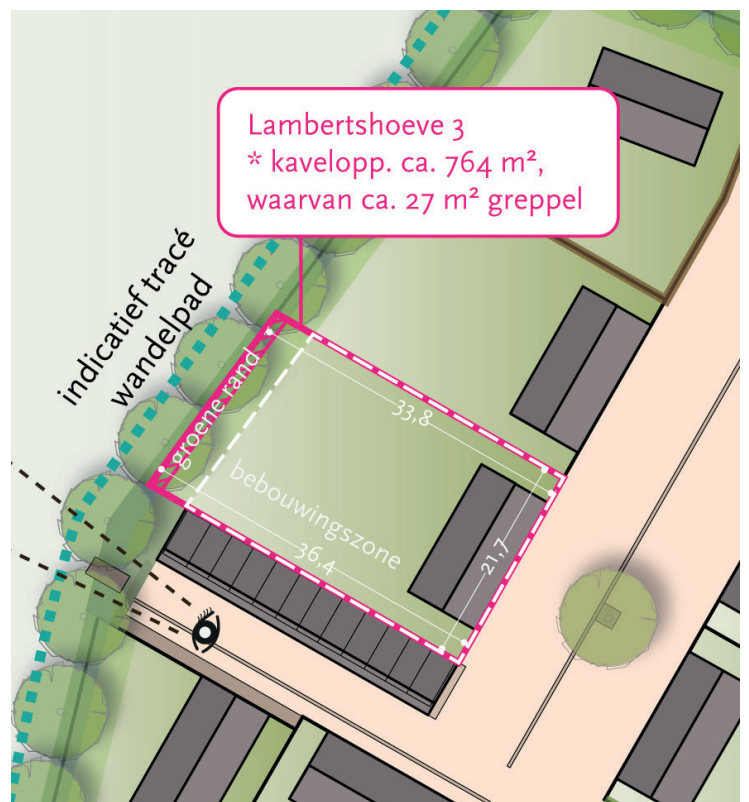 Lambertshoeve 3
* kavelopp. ca. 764 m²,
waarvan ca. 27 m² greppel
indicatief tracé
wandelpad
groene rand
33,8
bebouwingszone
36,4
21,7